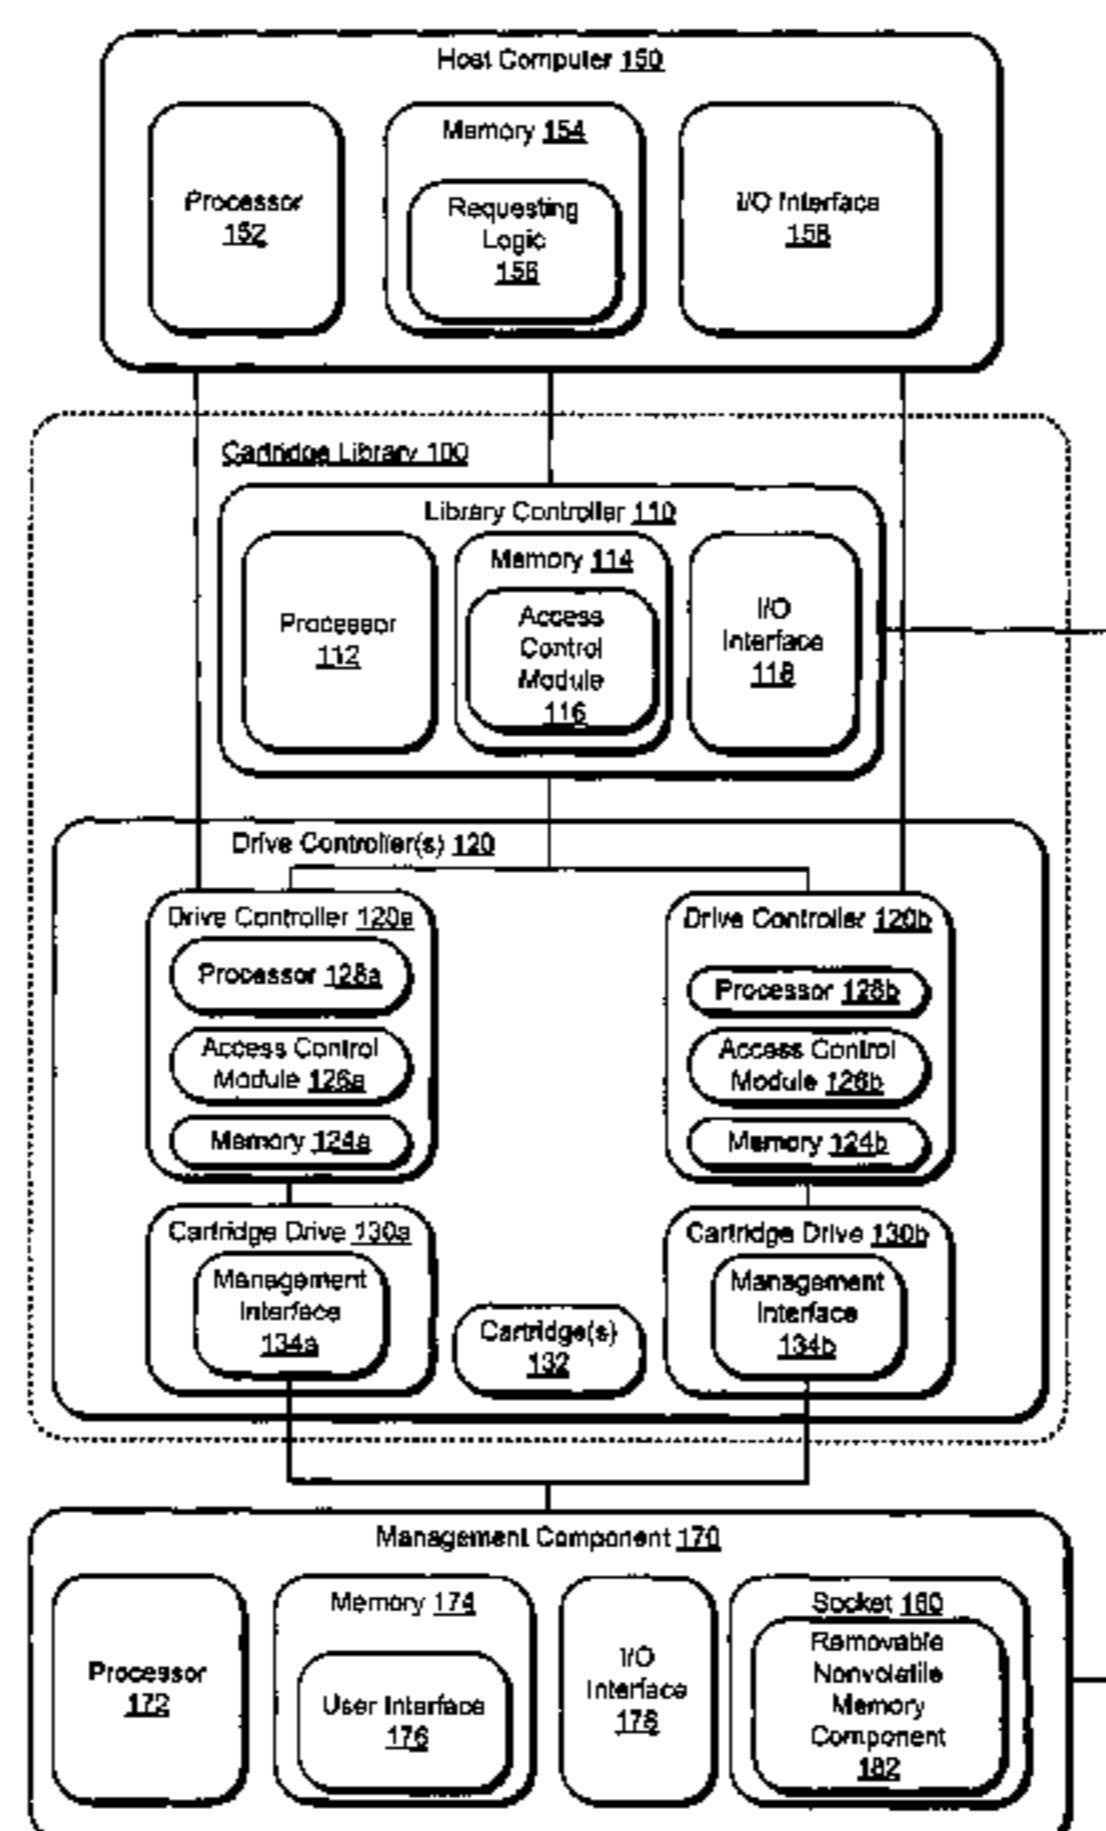 Host Computer 150
Processor
152
Memory 154
Requesting
Logic
156
I/O Interface
158
Cartridge Library 100
Library Controller 110
Processor
112
Memory 114
Access
Control
Module
116
I/O
Interface
118
Drive Controller(s) 120
Drive Controller 120a
Processor 128a
Access Control
Module 126a
Memory 124a
Cartridge Drive 130a
Management
Interface
134a
Cartridge(s)
132
Drive Controller 120b
Processor 128b
Access Control
Module 126b
Memory 124b
Cartridge Drive 130b
Management
Interface
134b
Management Component 170
Processor
172
Memory 174
User Interface
176
I/O
Interface
178
Socket 180
Removable
Nonvolatile
Memory
Component
182